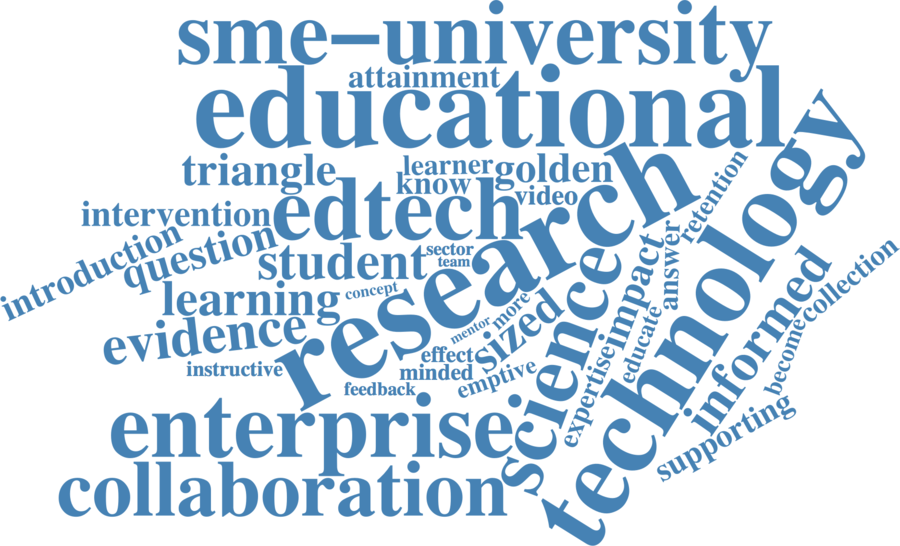 sme–university
attainment
educational
triangle
learner
golden
know
video
edtech
intervention
introduction
question
student
sector
team
research
retention
technology
learning
concept
evidence
instructive
mentor
more
sized
effect
minded
feedback
emptive
science
impact
answer
educate
expertise
informed
become
collection
supporting
enterprise
collaboration